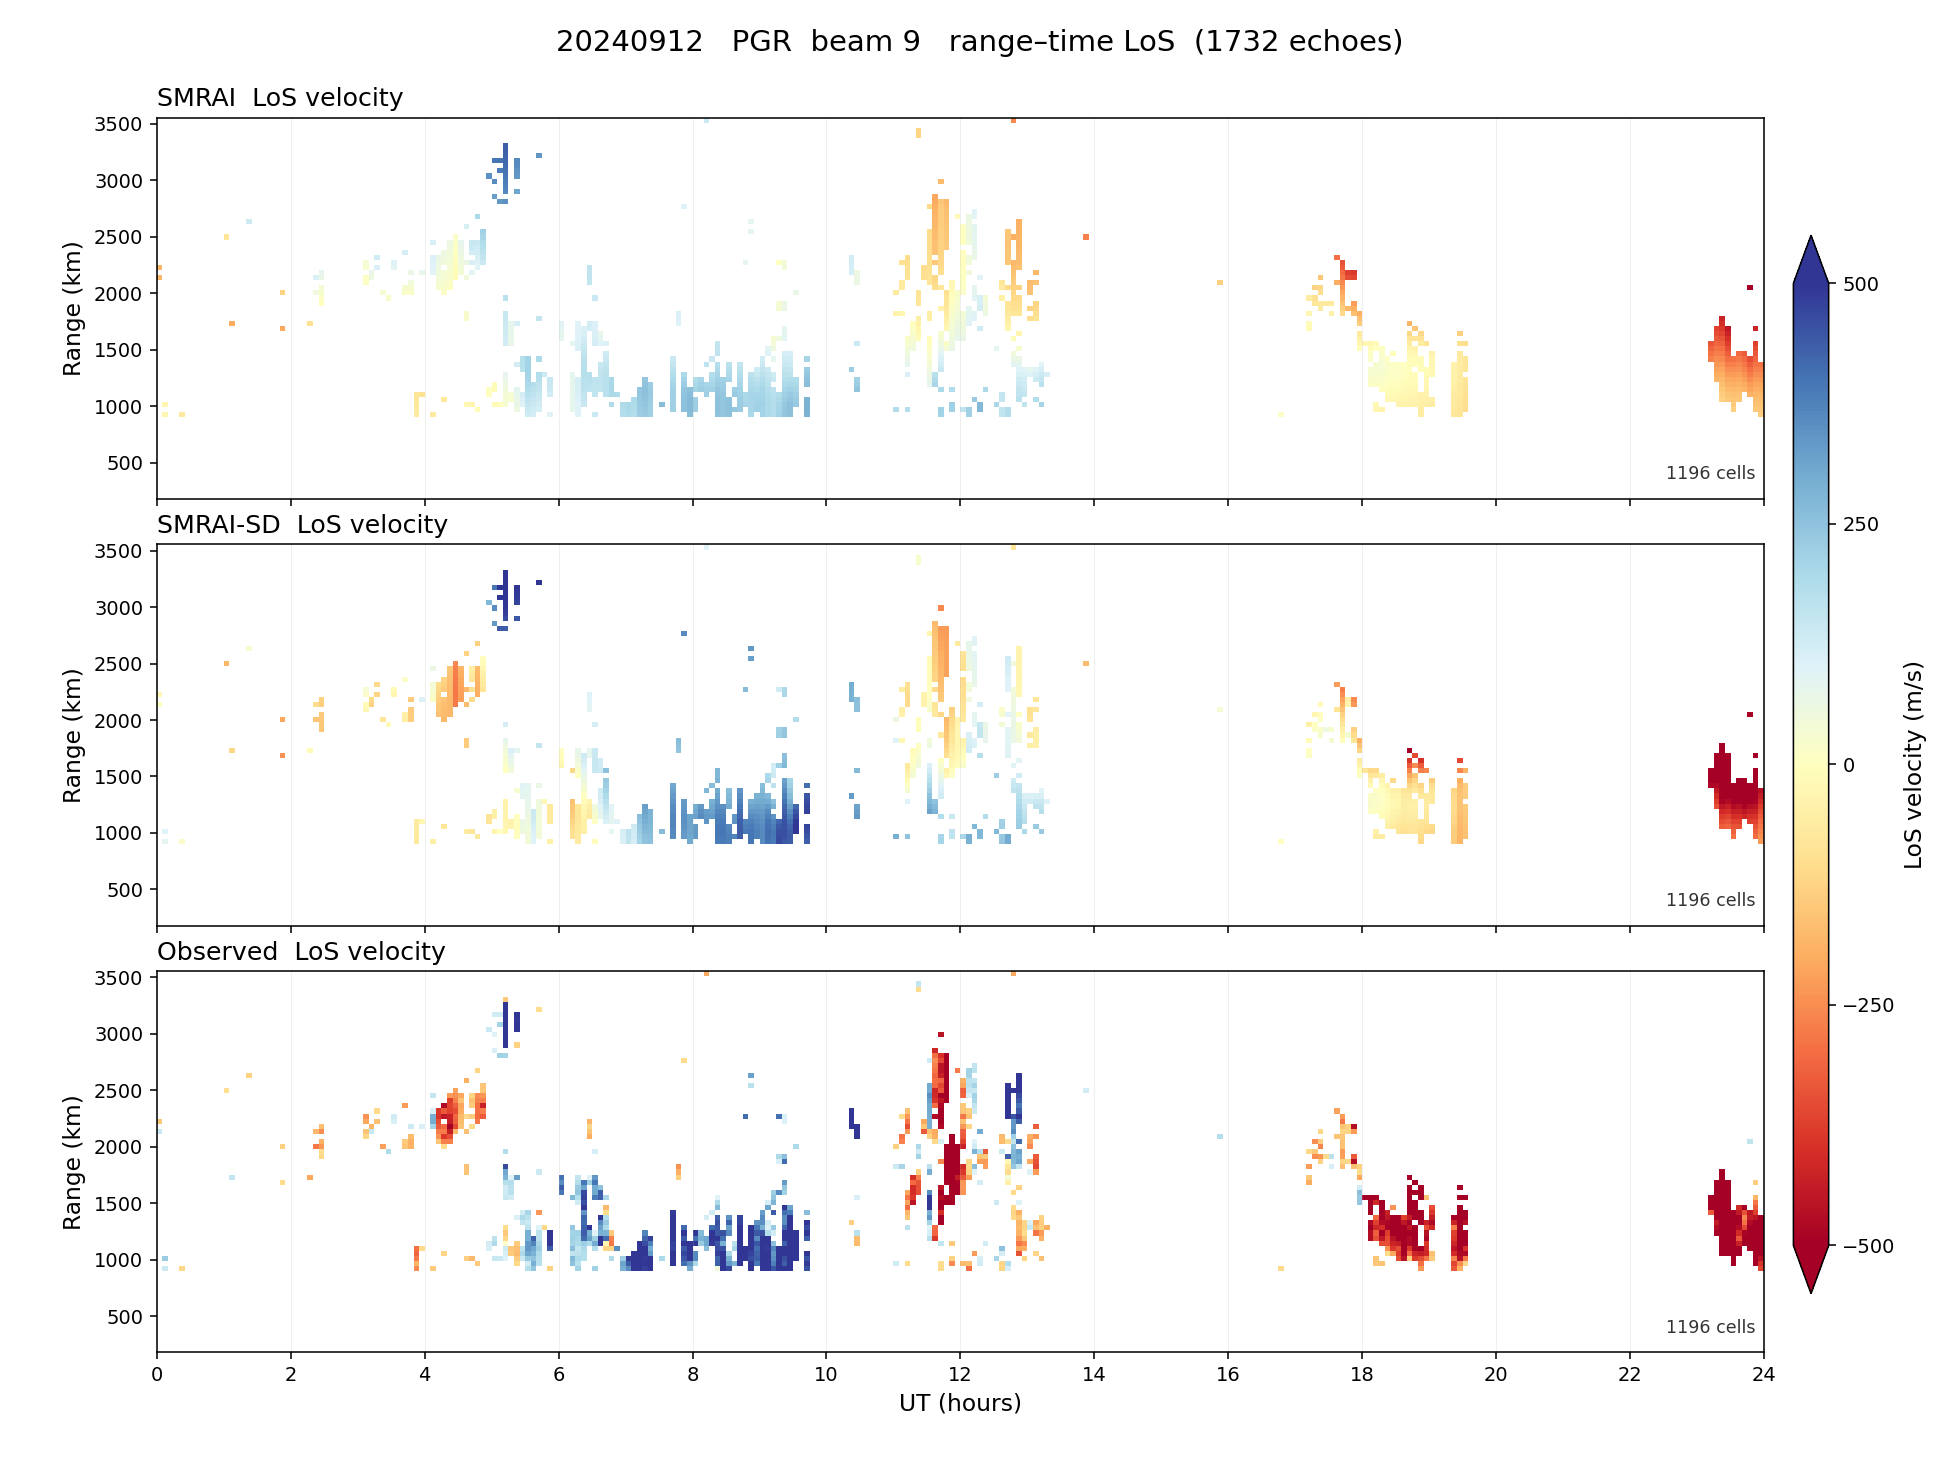 20240912   PGR  beam 9   range–time LoS  (1732 echoes)
SMRAI  LoS velocity
3500
3000
2500
2000
1500
1000
500
Range (km)
1196 cells
SMRAI-SD  LoS velocity
3500
3000
2500
2000
1500
1000
500
Range (km)
1196 cells
Observed  LoS velocity
3500
3000
2500
2000
1500
1000
500
Range (km)
1196 cells
0 2 4 6 8 10 12 14 16 18 20 22 24
UT (hours)
500
250
0
−250
−500
LoS velocity (m/s)